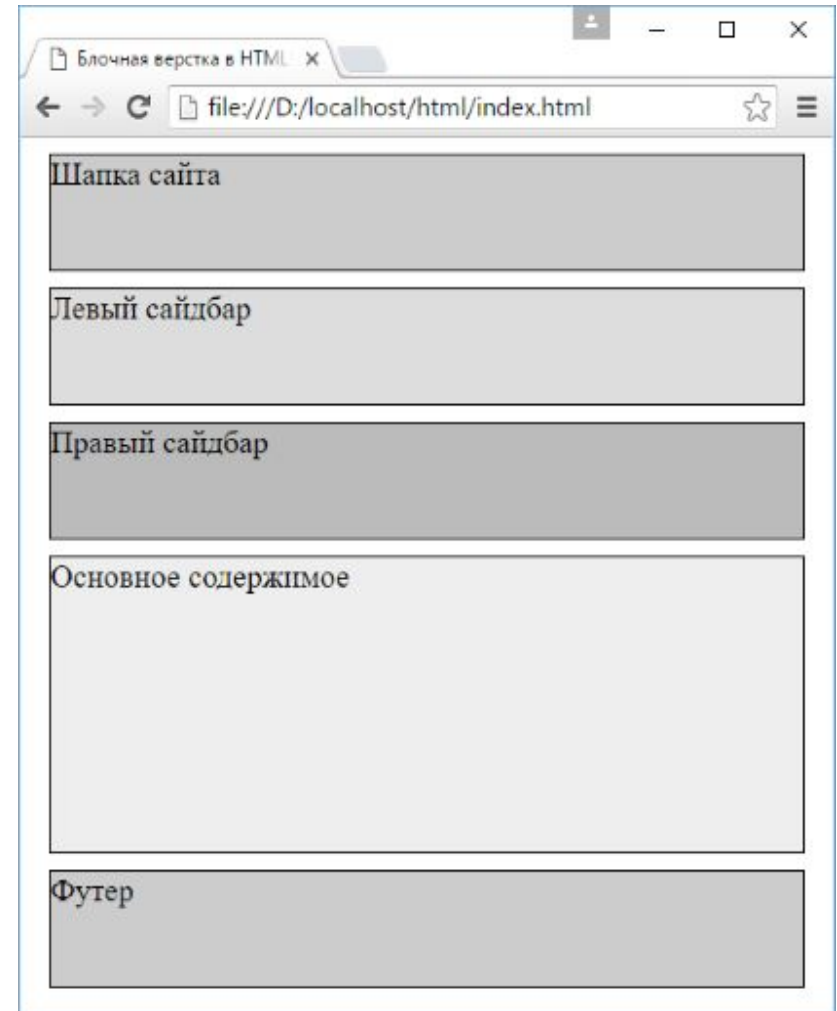 Блочная верстка в HTML
file:///D:/localhost/html/index.html
Шапка сайта
Левый сайдбар
Правый сайдбар
Основное содержимое
Футер